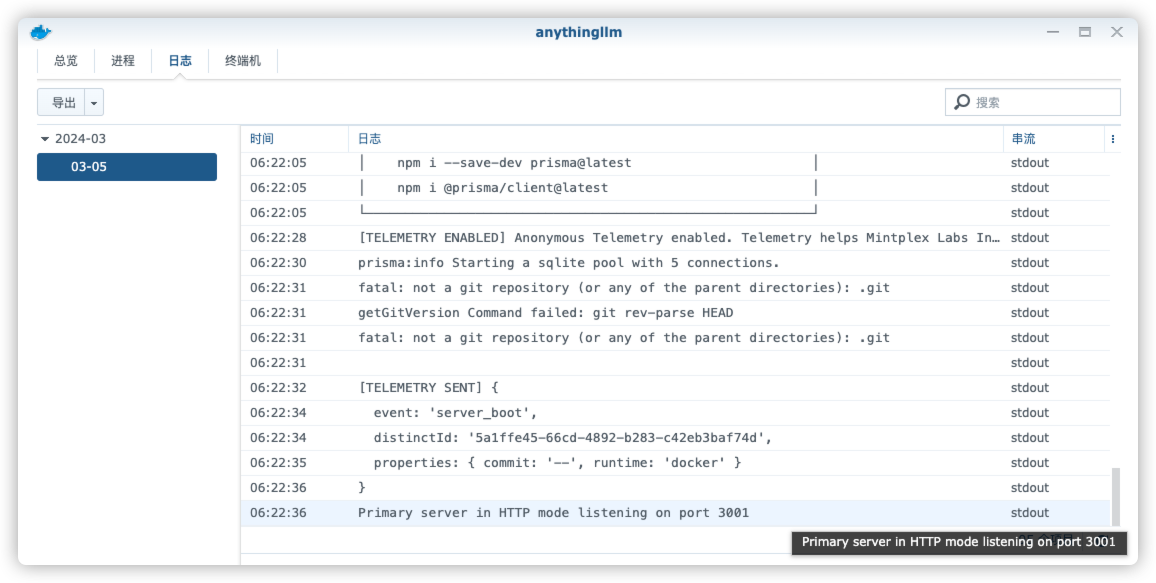 anythingllm
总览 进程 日志 终端机
导出 搜索
2024-03
03-05
时间 日志 串流
06:22:05 │ npm i --save-dev prisma@latest │ stdout
06:22:05 │ npm i @prisma/client@latest │ stdout
06:22:05 └─────────────────────────────────────────────────────────┘ stdout
06:22:28 [TELEMETRY ENABLED] Anonymous Telemetry enabled. Telemetry helps Mintplex Labs In… stdout
06:22:30 prisma:info Starting a sqlite pool with 5 connections. stdout
06:22:31 fatal: not a git repository (or any of the parent directories): .git stdout
06:22:31 getGitVersion Command failed: git rev-parse HEAD stdout
06:22:31 fatal: not a git repository (or any of the parent directories): .git stdout
06:22:31 stdout
06:22:32 [TELEMETRY SENT] { stdout
06:22:34 event: 'server_boot', stdout
06:22:34 distinctId: '5a1ffe45-66cd-4892-b283-c42eb3baf74d', stdout
06:22:35 properties: { commit: '--', runtime: 'docker' } stdout
06:22:36 } stdout
06:22:36 Primary server in HTTP mode listening on port 3001 stdout
Primary server in HTTP mode listening on port 3001